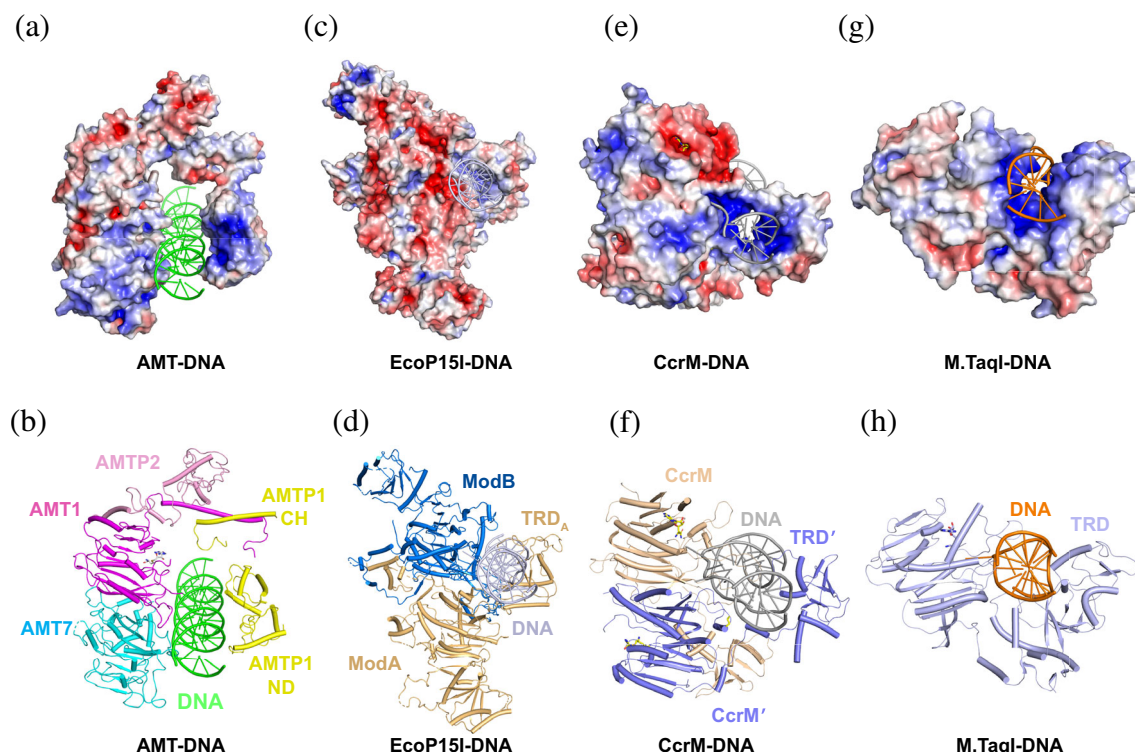 (a)
(c)
(e)
(g)
AMT-DNA
EcoP15I-DNA
CcrM-DNA
M.TaqI-DNA
(b)
(d)
(f)
(h)
AMTP2
AMT1
AMTP1
CH
AMT7
AMTP1
ND
DNA
AMT-DNA
ModB
TRDA
DNA
ModA
EcoP15I-DNA
CcrM
DNA
TRD′
CcrM′
CcrM-DNA
DNA
TRD
M.TaqI-DNA